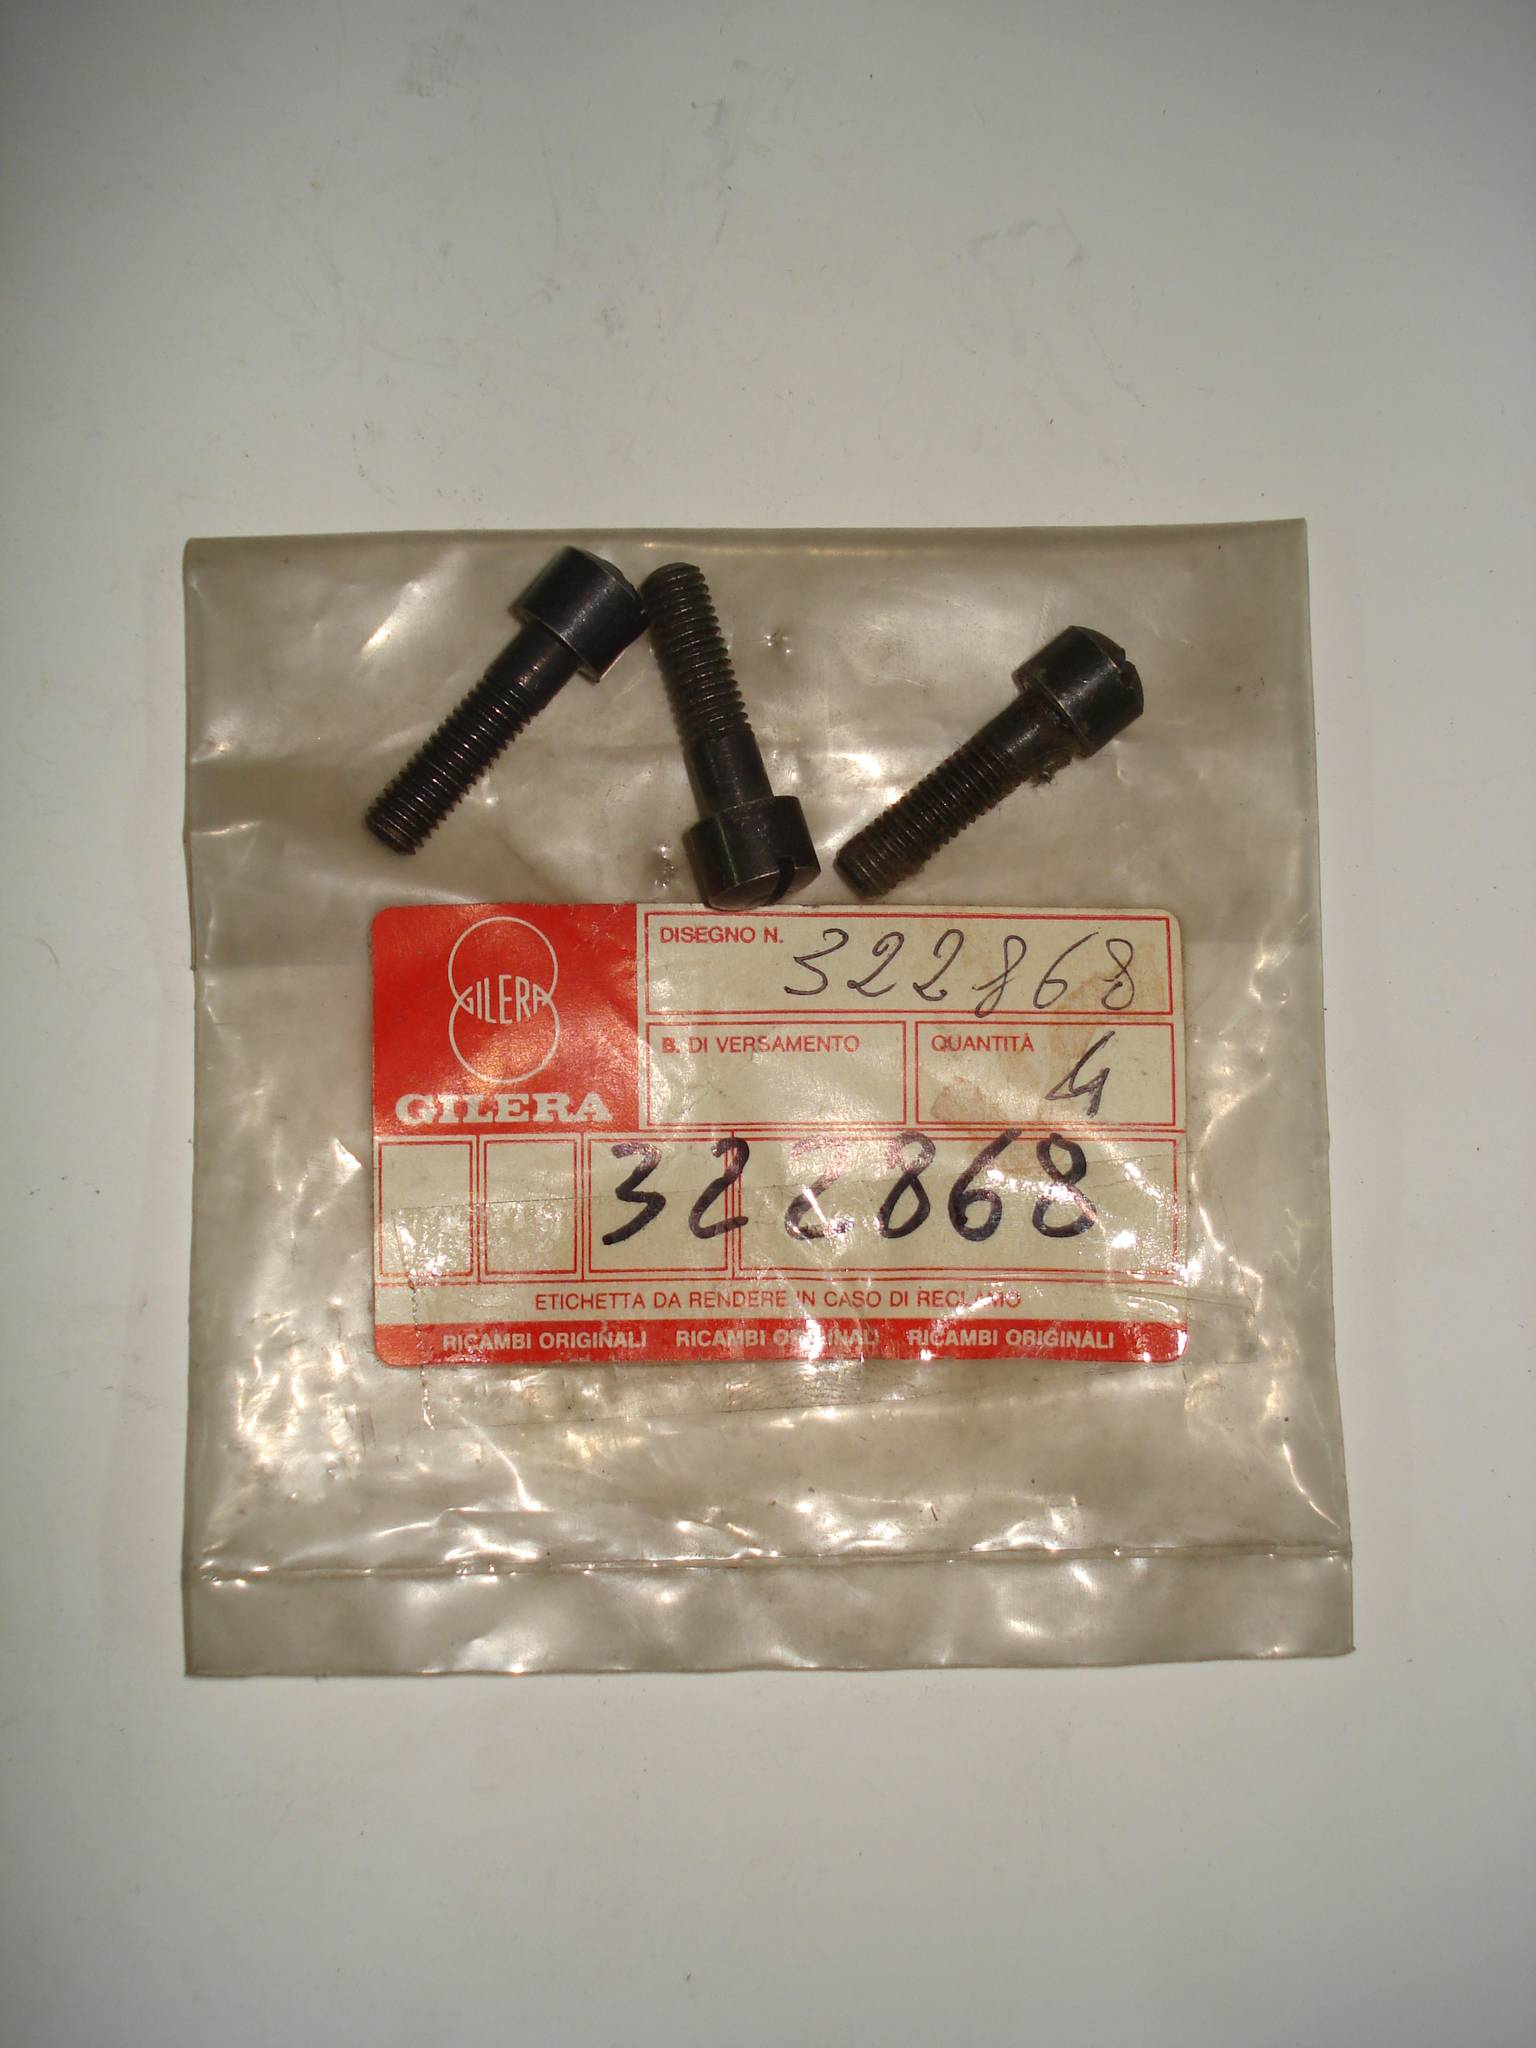 GILERA
GILERA
DISEGNO N. 322868
B. DI VERSAMENTO
QUANTITÀ 4
322868
ETICHETTA DA RENDERE IN CASO DI RECLAMO
RICAMBI ORIGINALI RICAMBI ORIGINALI RICAMBI ORIGINALI